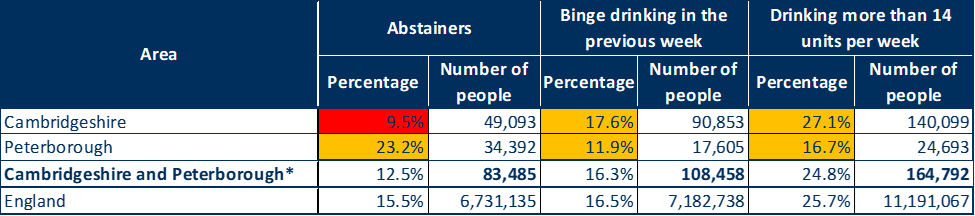 Area Abstainers Binge drinking in the previous week Drinking more than 14 units per week
Percentage Number of people Percentage Number of people Percentage Number of people
Cambridgeshire 9.5% 49,093 17.6% 90,853 27.1% 140,099
Peterborough 23.2% 34,392 11.9% 17,605 16.7% 24,693
Cambridgeshire and Peterborough* 12.5% 83,485 16.3% 108,458 24.8% 164,792
England 15.5% 6,731,135 16.5% 7,182,738 25.7% 11,191,067